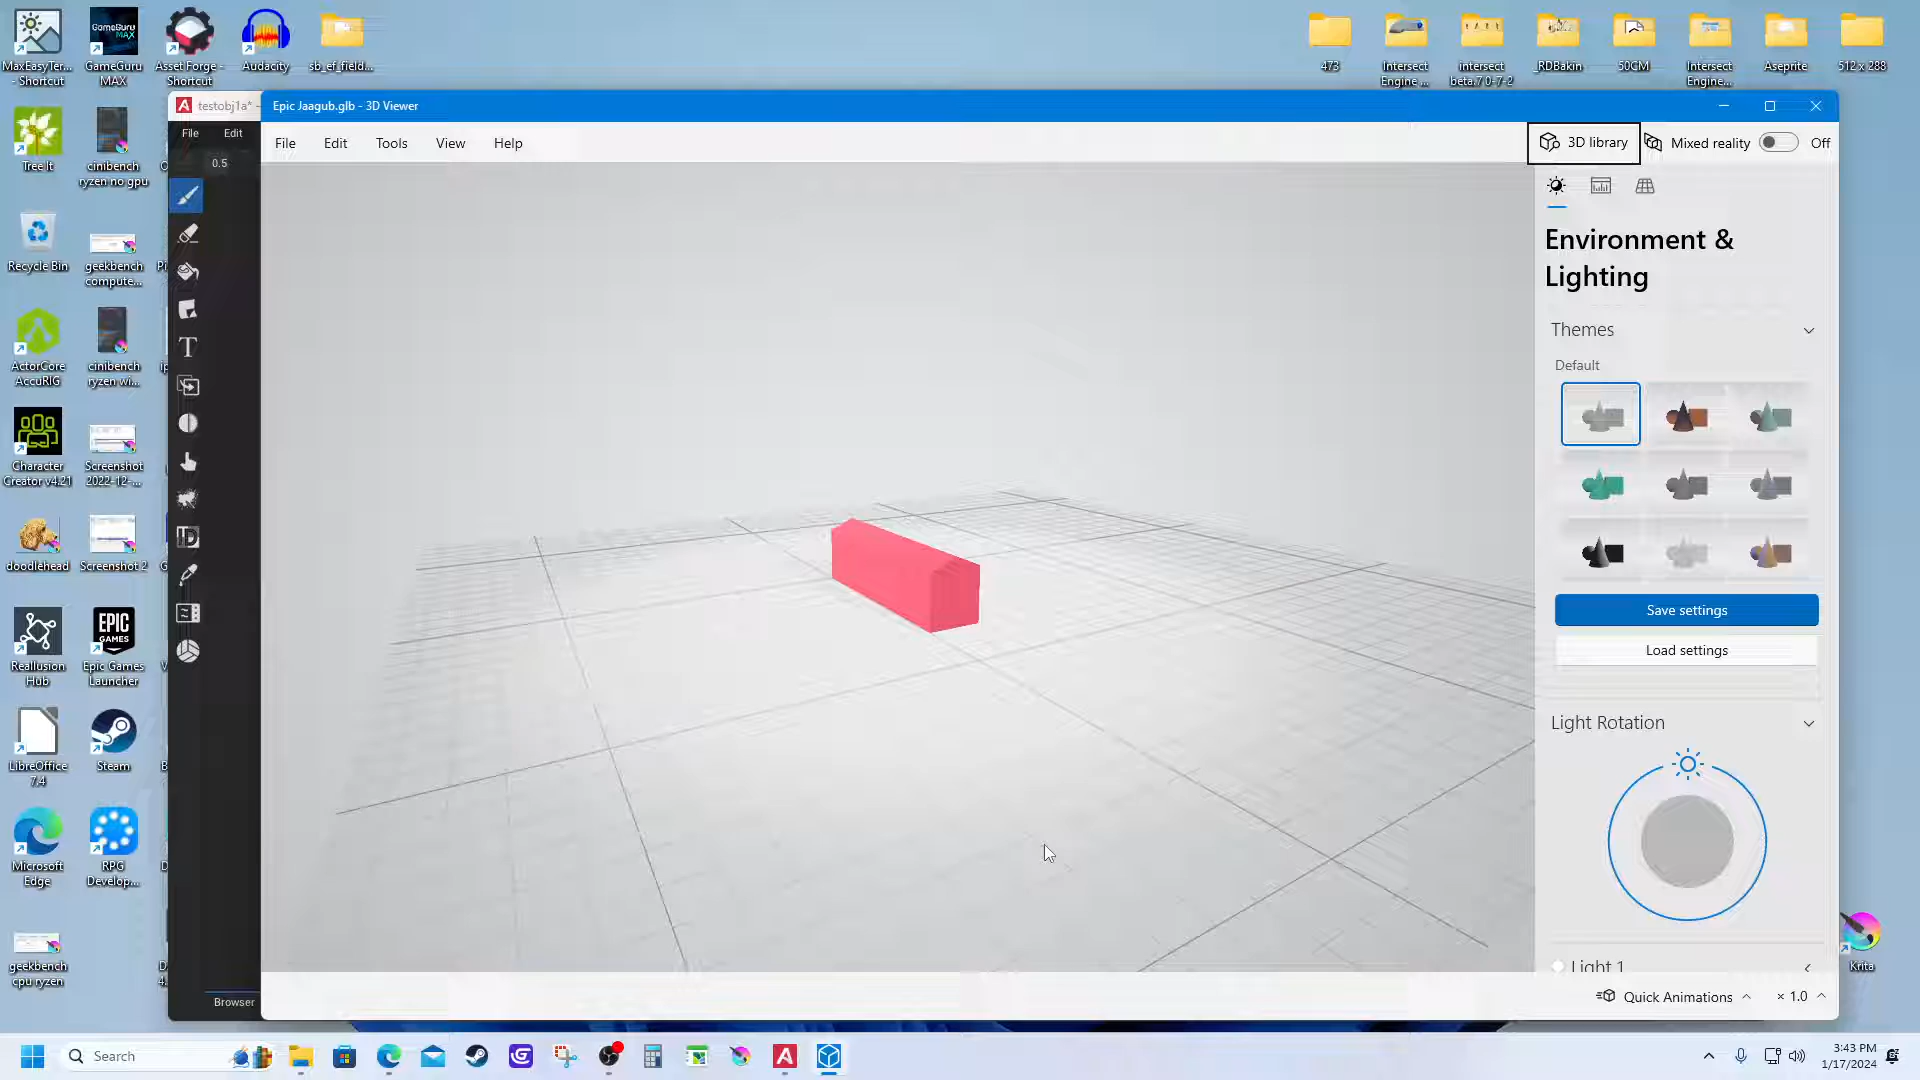 MaxEasyTer...
- Shortcut
GameGuru
MAX
Asset Forge -
Shortcut
Audacity
sb_ef_field...
473
Intersect
Engine ...
intersect
beta.7.0-7-2
_RDBakin
50CM
Intersect
Engine...
Aseprite
512 x 288
testobj1a* -
Epic Jaagub.glb - 3D Viewer
File
Edit
File
Edit
Tools
View
Help
3D library
Mixed reality
Off
0.5
Tree It
cinibench
ryzen no gpu
Environment &
Lighting
Themes
Default
Recycle Bin
geekbench
compute...
ActorCore
AccuRIG
cinibench
ryzen wi...
Character
Creator v4.21
Screenshot
2022-12-...
doodlehead
Screenshot 2
Save settings
Load settings
Reallusion
Hub
EPIC
GAMES
Epic Games
Launcher
Light Rotation
LibreOffice
7.4
Steam
Microsoft
Edge
RPG
Develop...
geekbench
cpu ryzen
Krita
Light 1
Browser
Quick Animations
× 1.0
Search
3:43 PM
1/17/2024